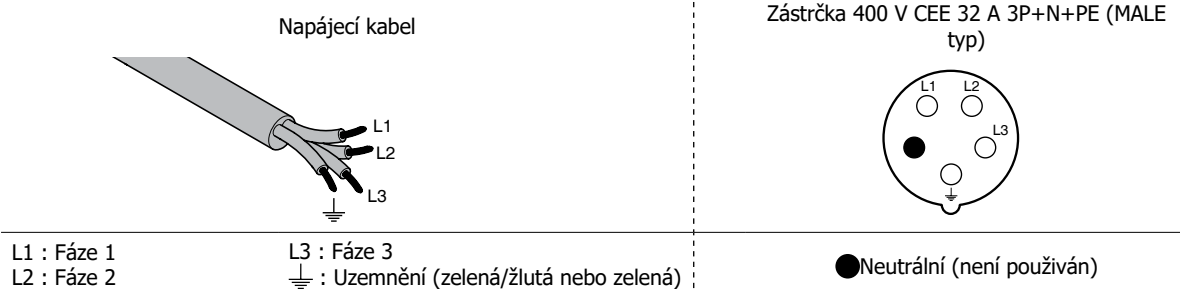 Napájecí kabel
L1
L2
L3
Zástrčka 400 V CEE 32 A 3P+N+PE (MALE
typ)
L1 L2
L3
L1 : Fáze 1
L2 : Fáze 2
L3 : Fáze 3
: Uzemnění (zelená/žlutá nebo zelená)
Neutrální (není použiván)